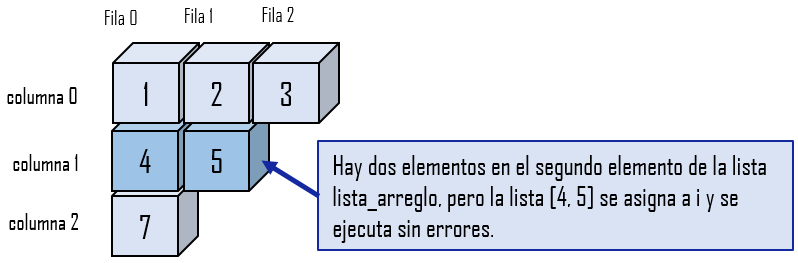 Fila 0 Fila 1 Fila 2
columna 0 1 2 3
columna 1 4 5
Hay dos elementos en el segundo elemento de la lista
lista_arreglo, pero la lista [4, 5] se asigna a i y se
ejecuta sin errores.
columna 2 7